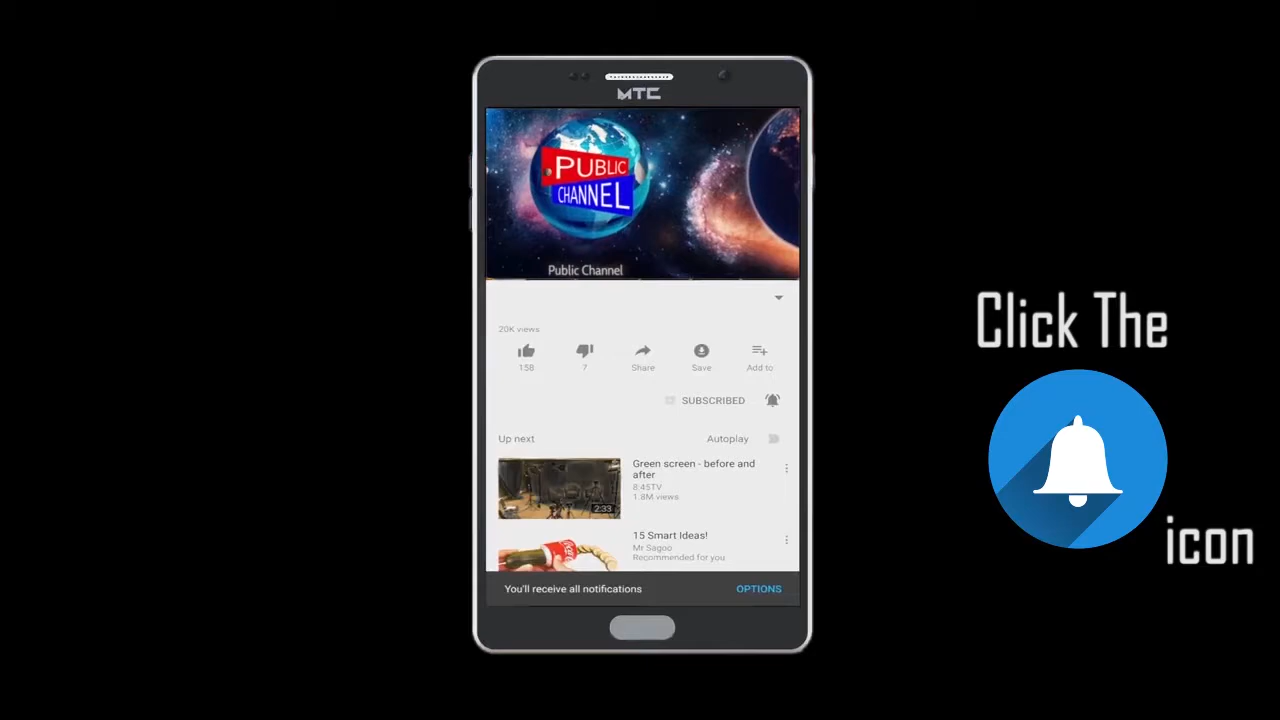 MTC
PUBLIC
CHANNEL
Public Channel
20K views
158
7
Share
Save
Add to
SUBSCRIBED
Up next
Autoplay
Green screen - before and
after
8:45TV
1.8M views
2:33
15 Smart Ideas!
Mr Sagoo
Recommended for you
You'll receive all notifications
OPTIONS
Click The
icon